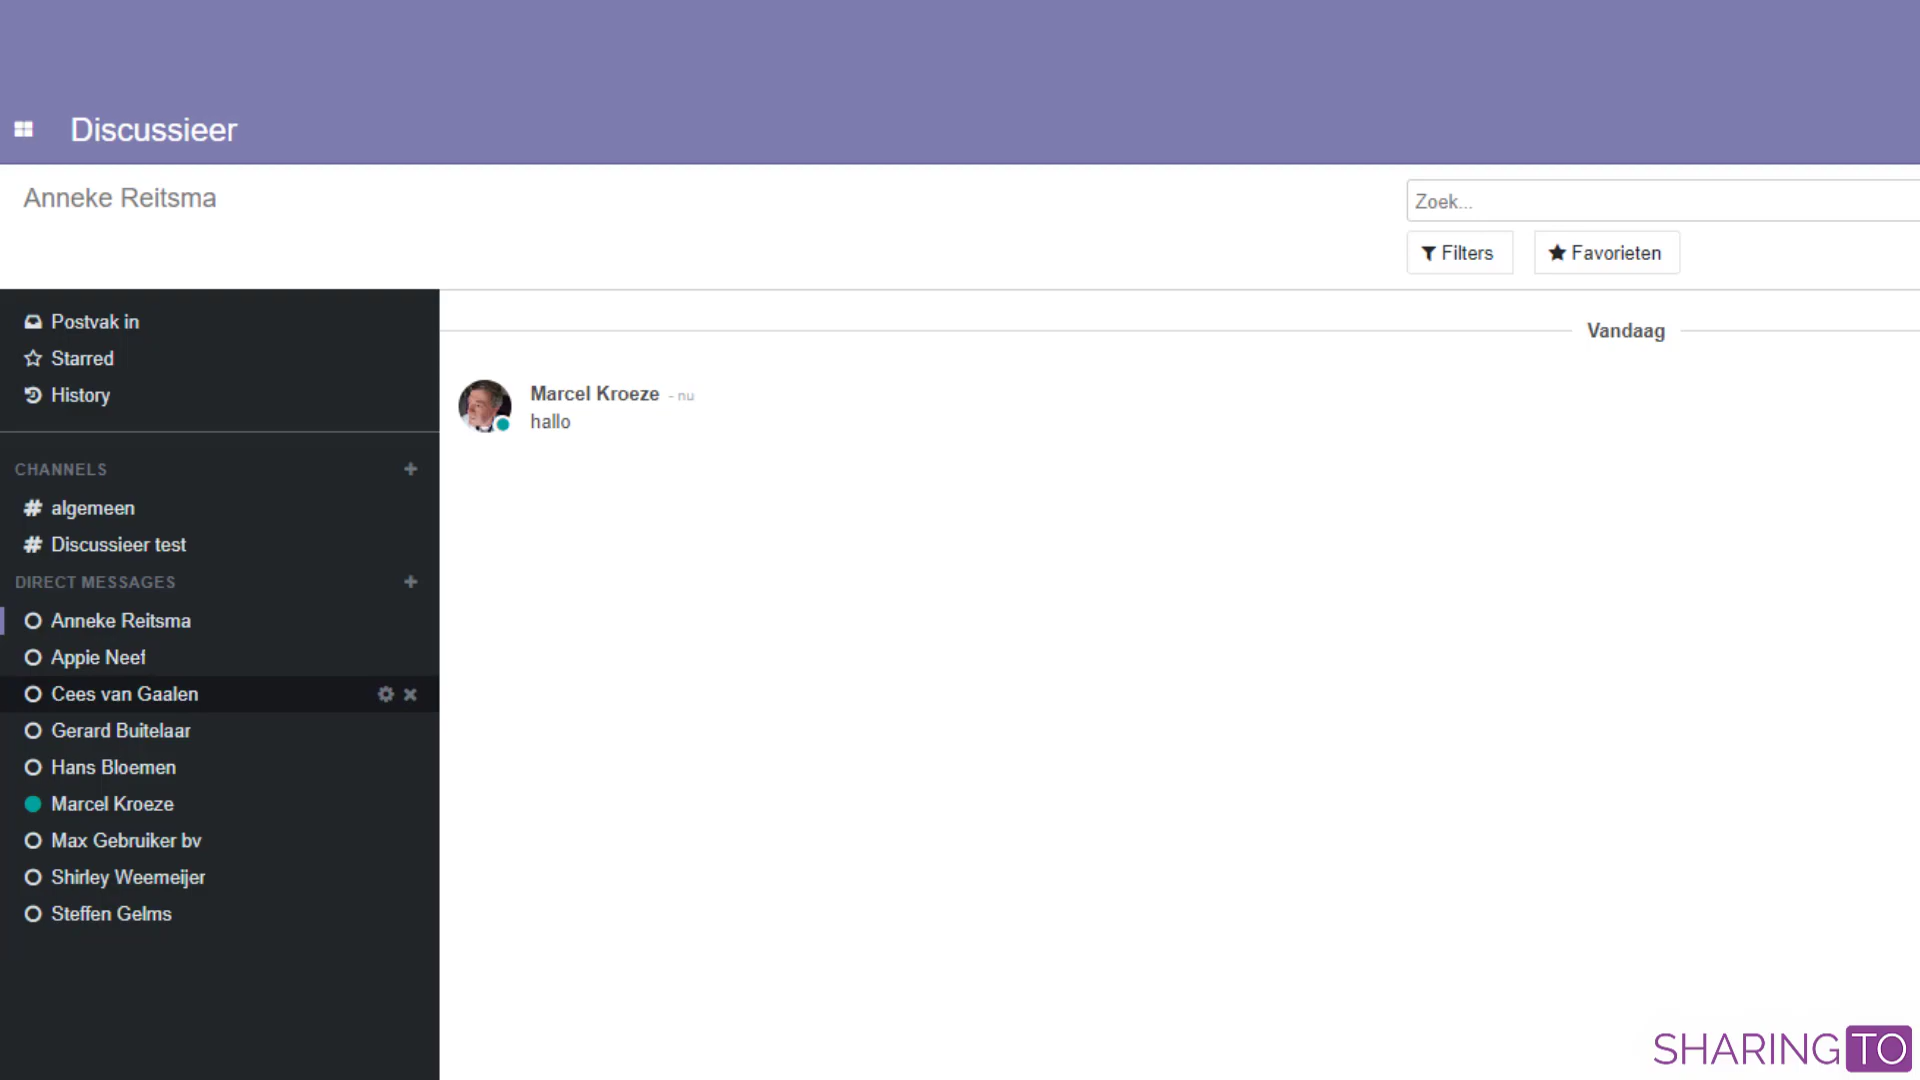 Discussieer
Anneke Reitsma
Zoek...
Filters
Favorieten
Postvak in
Starred
History
CHANNELS
# algemeen
# Discussieer test
DIRECT MESSAGES
Anneke Reitsma
Appie Neef
Cees van Gaalen
Gerard Buitelaar
Hans Bloemen
Marcel Kroeze
Max Gebruiker bv
Shirley Weemeijer
Steffen Gelms
Vandaag
Marcel Kroeze - nu
hallo
SHARINGTO